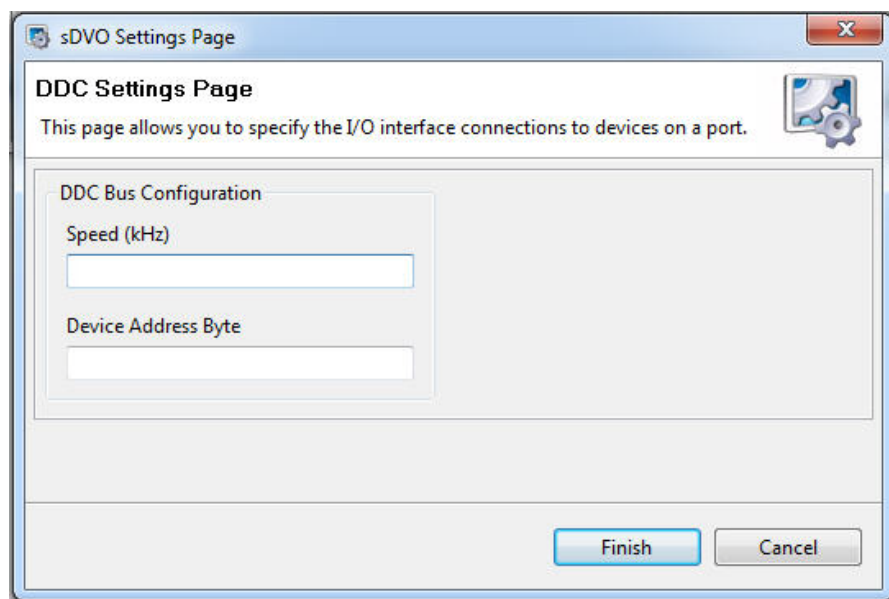 sDVO Settings Page
DDC Settings Page
This page allows you to specify the I/O interface connections to devices on a port.
DDC Bus Configuration
Speed (kHz)
Device Address Byte
Finish
Cancel